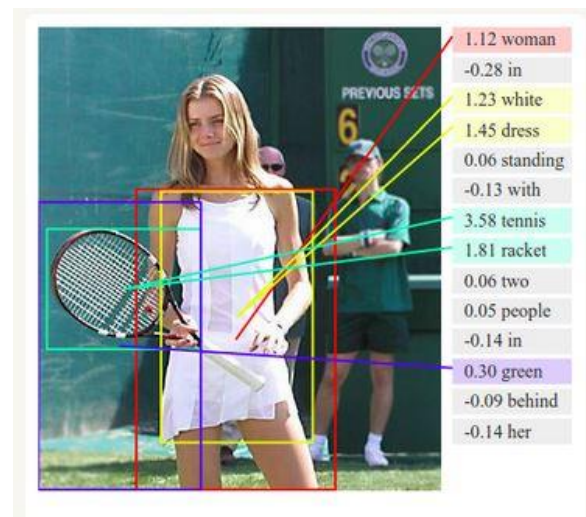 PREVIOUS SETS
6
1.12 woman
-0.28 in
1.23 white
1.45 dress
0.06 standing
-0.13 with
3.58 tennis
1.81 racket
0.06 two
0.05 people
-0.14 in
0.30 green
-0.09 behind
-0.14 her